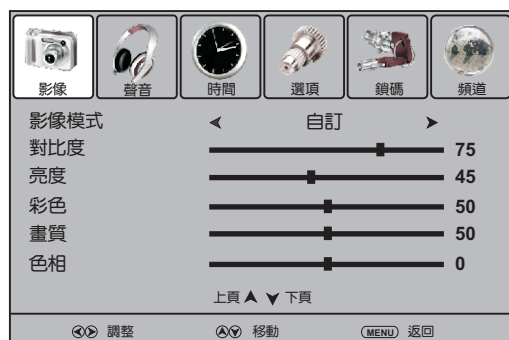 影像 聲音 時間 選項 鎖碼 頻道
影像模式 自訂
對比度 75
亮度 45
彩色 50
畫質 50
色相 0
上頁 下頁
調整 移動 MENU 返回